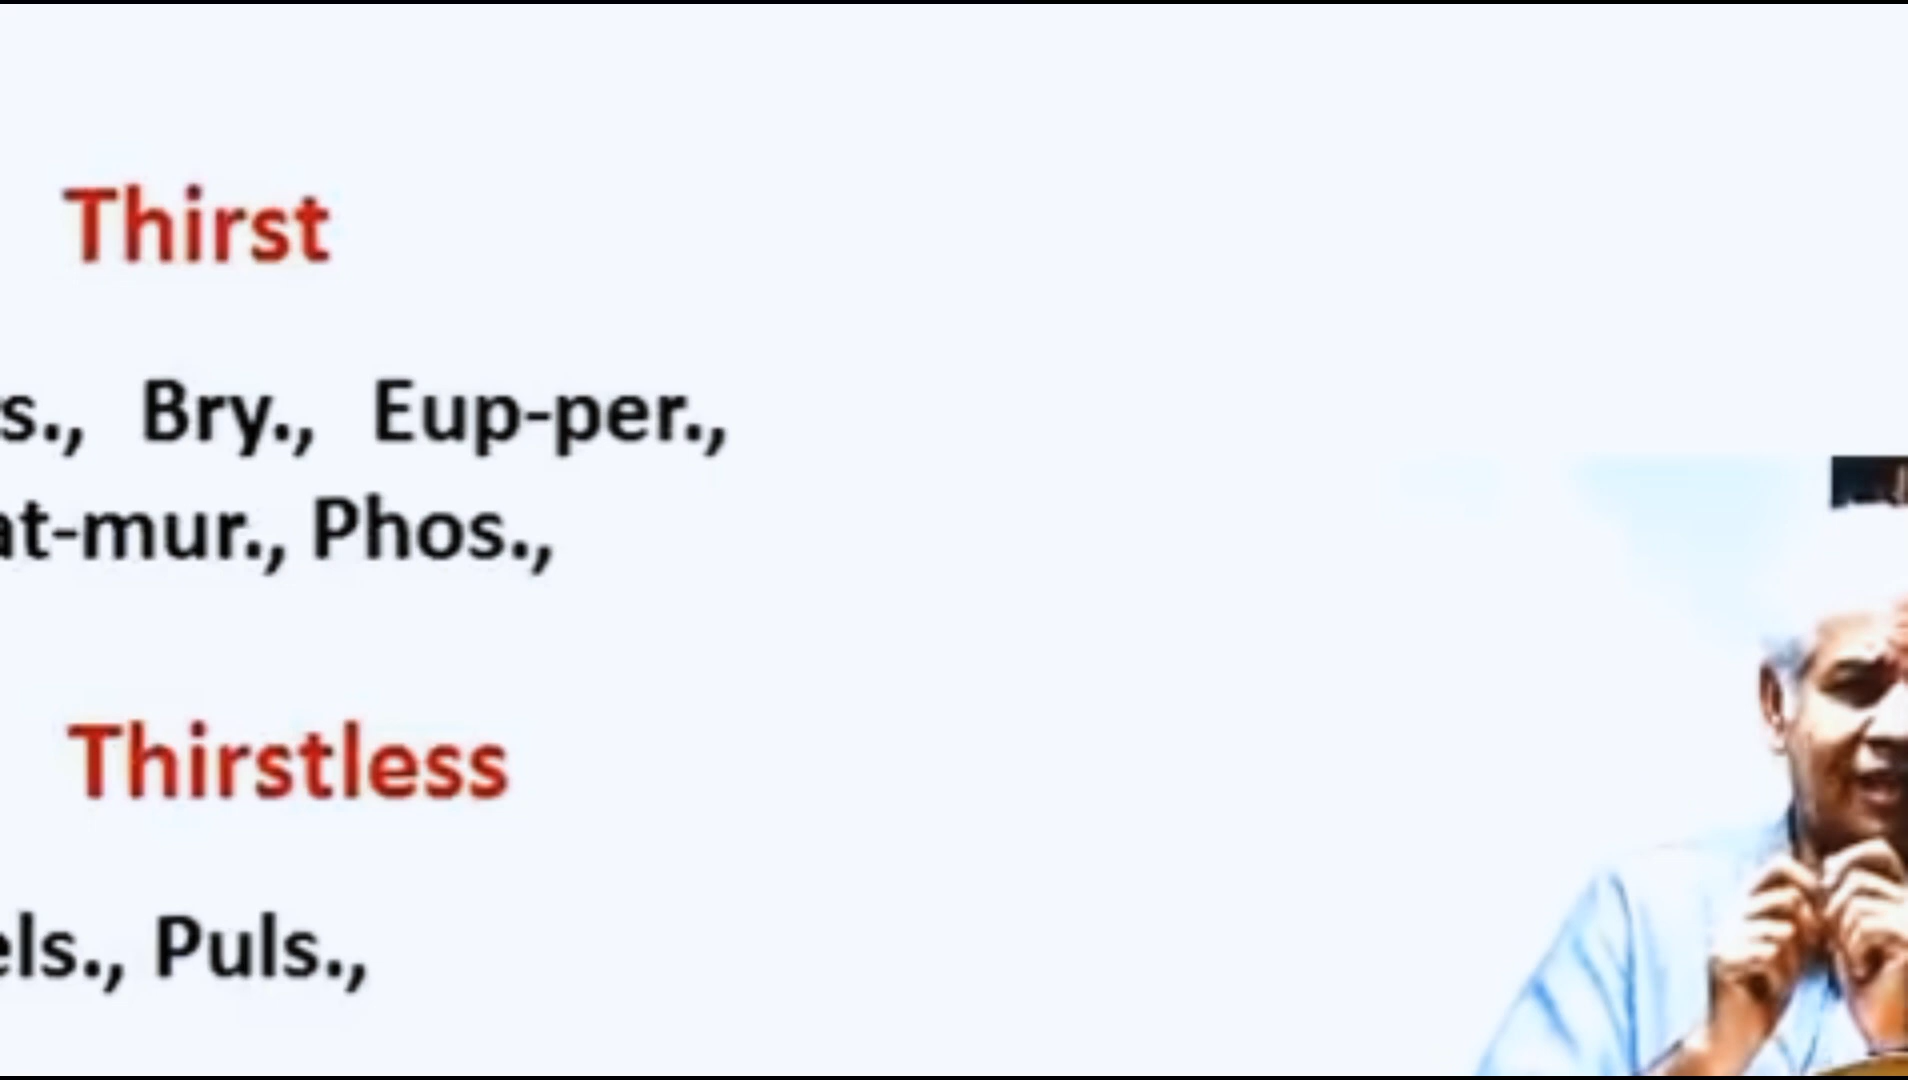 Thirst
s., Bry., Eup-per.,
at-mur., Phos.,
Thirstless
els., Puls.,